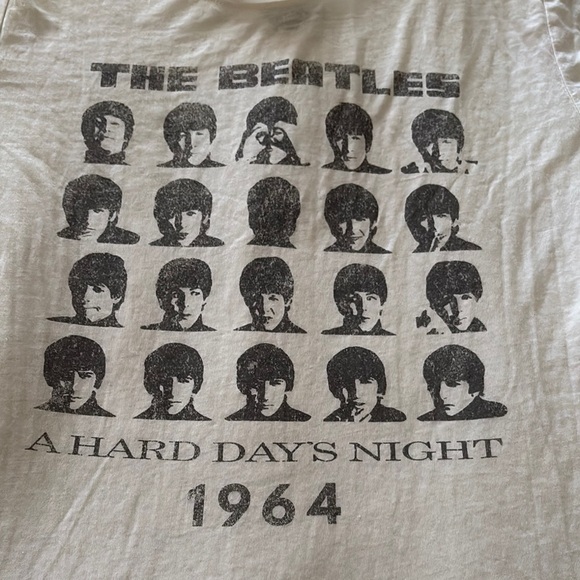 THE BEATLES
A HARD DAY'S NIGHT
1964